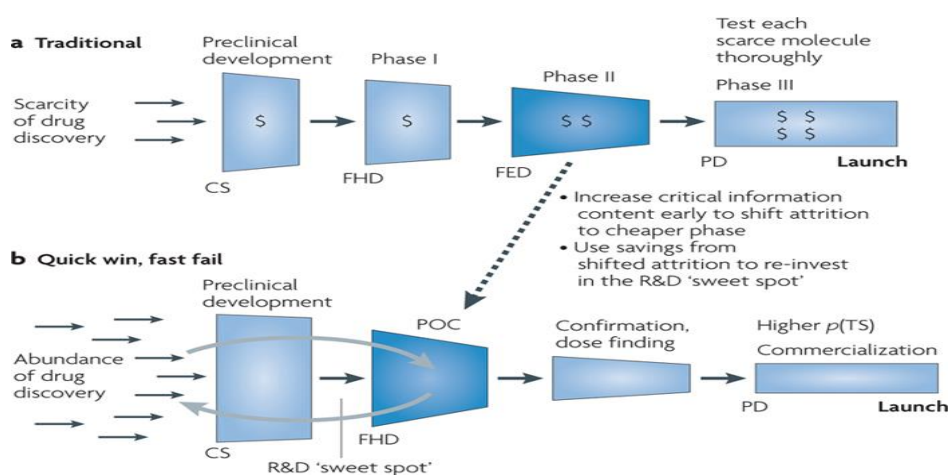 a Traditional
Scarcity
of drug
discovery
Preclinical
development
$
CS
Phase I
$
FHD
Phase II
$ $
FED
Test each
scarce molecule
thoroughly
Phase III
$ $
$ $
PD
Launch
• Increase critical information
content early to shift attrition
to cheaper phase
• Use savings from
shifted attrition to re-invest
in the R&D ‘sweet spot’
b Quick win, fast fail
Abundance
of drug
discovery
Preclinical
development
CS
R&D ‘sweet spot’
POC
FHD
Confirmation,
dose finding
Higher p(TS)
Commercialization
PD
Launch